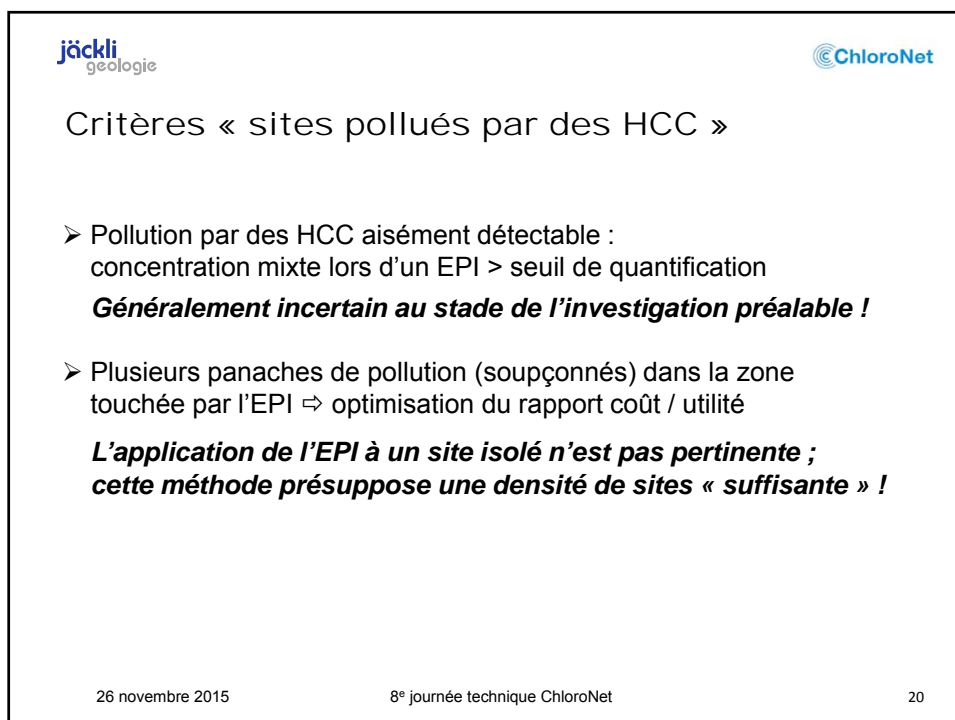 jäckli
geologie
ChloroNet
Critères « sites pollués par des HCC »
➢ Pollution par des HCC aisément détectable :
concentration mixte lors d’un EPI > seuil de quantification
Généralement incertain au stade de l’investigation préalable !
➢ Plusieurs panaches de pollution (soupçonnés) dans la zone
touchée par l’EPI ⇨ optimisation du rapport coût / utilité
L’application de l’EPI à un site isolé n’est pas pertinente ;
cette méthode présuppose une densité de sites « suffisante » !
26 novembre 2015
8e journée technique ChloroNet
20